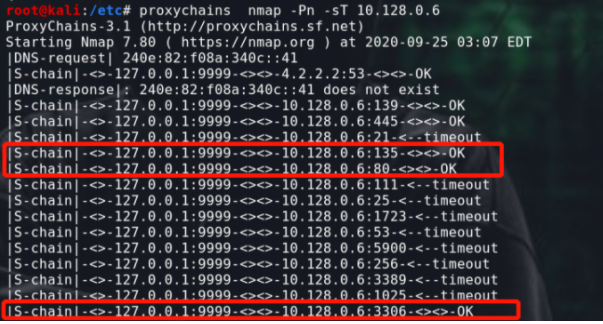 root@kali:/etc# proxychains  nmap -Pn -sT 10.128.0.6
ProxyChains-3.1 (http://proxychains.sf.net)
Starting Nmap 7.80 ( https://nmap.org ) at 2020-09-25 03:07 EDT
|DNS-request| 240e:82:f08a:340c::41
|S-chain|-<>-127.0.0.1:9999-<><>-4.2.2.2:53-<><>-OK
|DNS-response|: 240e:82:f08a:340c::41 does not exist
|S-chain|-<>-127.0.0.1:9999-<><>-10.128.0.6:139-<><>-OK
|S-chain|-<>-127.0.0.1:9999-<><>-10.128.0.6:445-<><>-OK
|S-chain|-<>-127.0.0.1:9999-<><>-10.128.0.6:21-<--timeout
|S-chain|-<>-127.0.0.1:9999-<><>-10.128.0.6:135-<><>-OK
|S-chain|-<>-127.0.0.1:9999-<><>-10.128.0.6:80-<><>-OK
|S-chain|-<>-127.0.0.1:9999-<><>-10.128.0.6:111-<--timeout
|S-chain|-<>-127.0.0.1:9999-<><>-10.128.0.6:25-<--timeout
|S-chain|-<>-127.0.0.1:9999-<><>-10.128.0.6:1723-<--timeout
|S-chain|-<>-127.0.0.1:9999-<><>-10.128.0.6:53-<--timeout
|S-chain|-<>-127.0.0.1:9999-<><>-10.128.0.6:5900-<--timeout
|S-chain|-<>-127.0.0.1:9999-<><>-10.128.0.6:256-<--timeout
|S-chain|-<>-127.0.0.1:9999-<><>-10.128.0.6:3389-<--timeout
|S-chain|-<>-127.0.0.1:9999-<><>-10.128.0.6:1025-<--timeout
|S-chain|-<>-127.0.0.1:9999-<><>-10.128.0.6:3306-<><>-OK